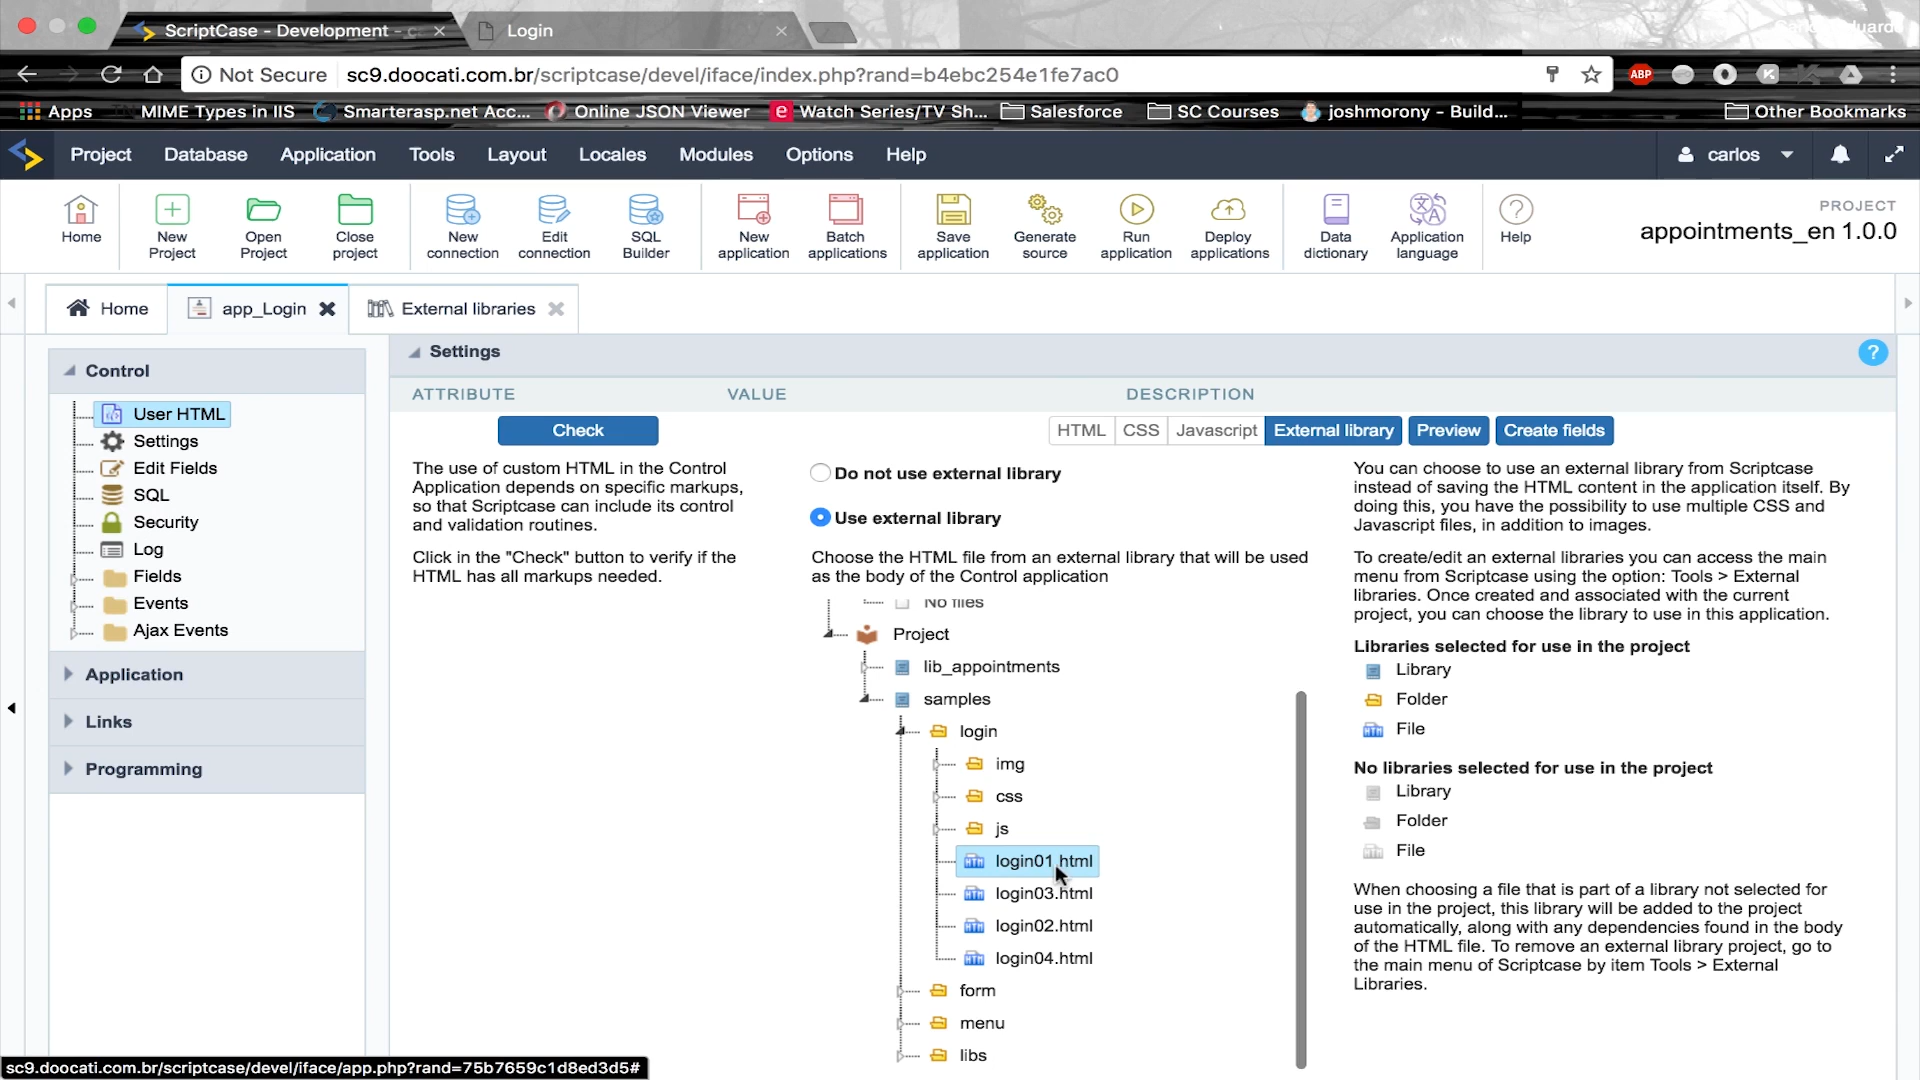 ScriptCase - Development - c
Login
Not Secure
sc9.doocati.com.br/scriptcase/devel/iface/index.php?rand=b4ebc254e1fe7ac0
ABP
Apps
MIME Types in IIS
Smarterasp.net Acc...
Online JSON Viewer
Watch Series/TV Sh...
Salesforce
SC Courses
joshmorony - Build...
Other Bookmarks
Project
Database
Application
Tools
Layout
Locales
Modules
Options
Help
carlos
Home
New
Project
Open
Project
Close
project
New
connection
Edit
connection
SQL
Builder
New
application
Batch
applications
Save
application
Generate
source
Run
application
Deploy
applications
Data
dictionary
Application
language
Help
PROJECT
appointments_en 1.0.0
Home
app_Login
External libraries
Control
User HTML
Settings
Edit Fields
SQL
Security
Log
Fields
Events
Ajax Events
Application
Links
Programming
Settings
?
ATTRIBUTE
VALUE
DESCRIPTION
Check
HTML
CSS
Javascript
External library
Preview
Create fields
The use of custom HTML in the Control
Application depends on specific markups,
so that Scriptcase can include its control
and validation routines.
Click in the "Check" button to verify if the
HTML has all markups needed.
Do not use external library
Use external library
Choose the HTML file from an external library that will be used
as the body of the Control application
No files
Project
lib_appointments
samples
login
img
css
js
login01.html
login03.html
login02.html
login04.html
form
menu
libs
You can choose to use an external library from Scriptcase
instead of saving the HTML content in the application itself. By
doing this, you have the possibility to use multiple CSS and
Javascript files, in addition to images.
To create/edit an external libraries you can access the main
menu from Scriptcase using the option: Tools > External
libraries. Once created and associated with the current
project, you can choose the library to use in this application.
Libraries selected for use in the project
Library
Folder
File
No libraries selected for use in the project
Library
Folder
File
When choosing a file that is part of a library not selected for
use in the project, this library will be added to the project
automatically, along with any dependencies found in the body
of the HTML file. To remove an external library project, go to
the main menu of Scriptcase by item Tools > External
Libraries.
sc9.doocati.com.br/scriptcase/devel/iface/app.php?rand=75b7659c1d8ed3d5#